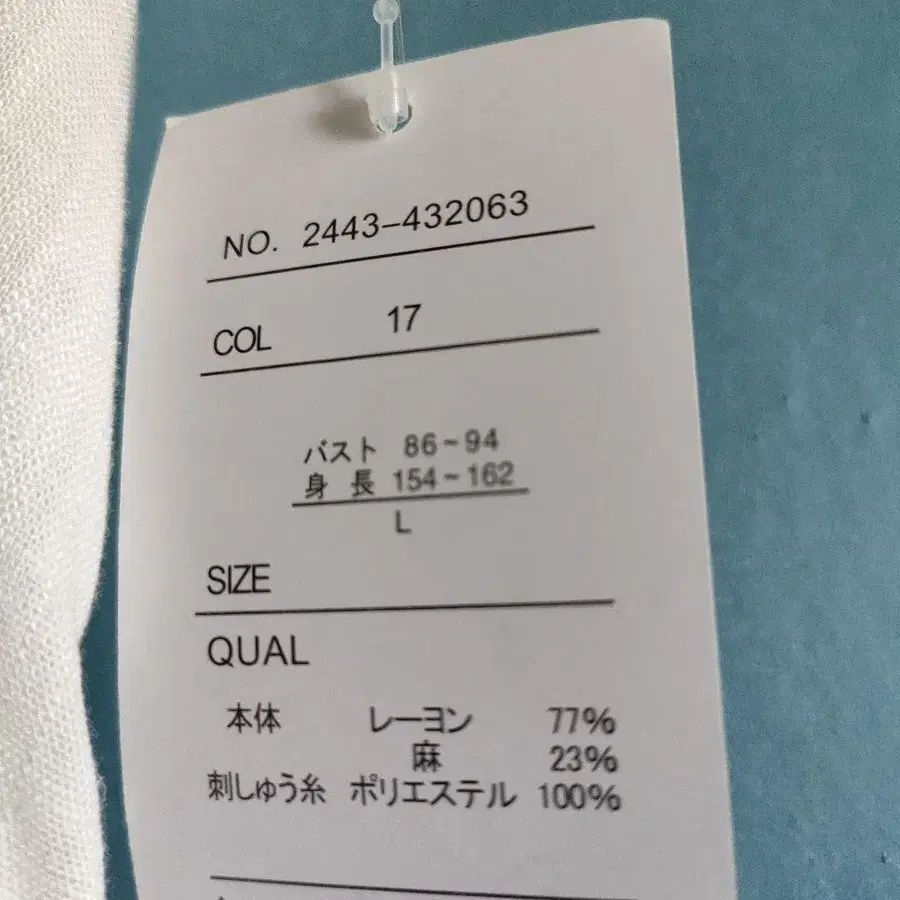 NO. 2443-432063
COL 17
バスト 86~94
身長 154~162
L
SIZE
QUAL
本体 レーヨン 77%
麻 23%
刺しゅう糸 ポリエステル 100%